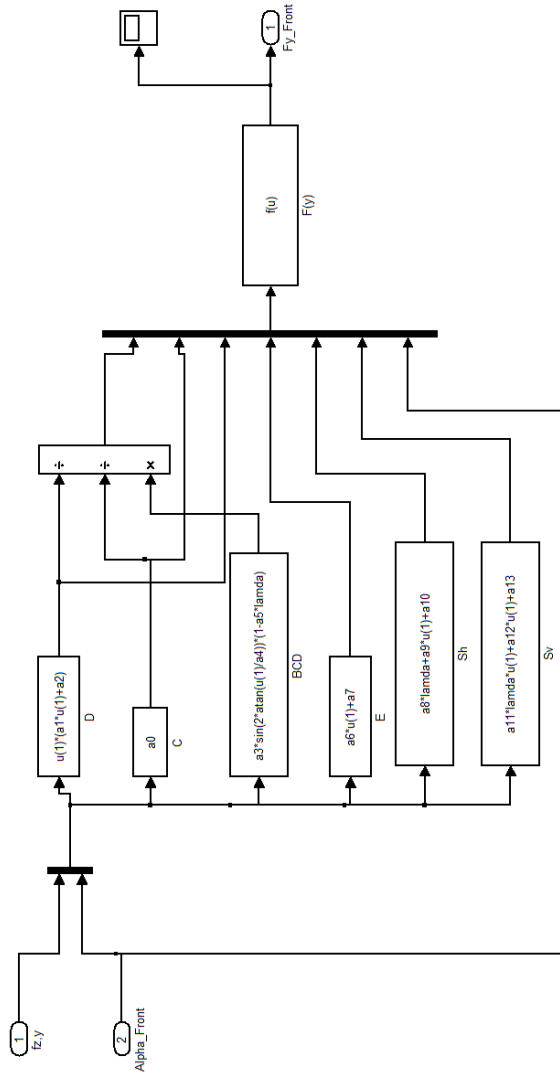 1
fz,y
2
Alpha_Front
u(1)*(a1*u(1)+a2)
D
a0
C
a3*sin(2*atan(u(1)/a4))*(1-a5*lamda)
BCD
a6*u(1)+a7
E
a8*lamda+a9*u(1)+a10
Sh
a11*lamda*u(1)+a12*u(1)+a13
Sv
÷
÷
×
f(u)
F(y)
1
Fy_Front